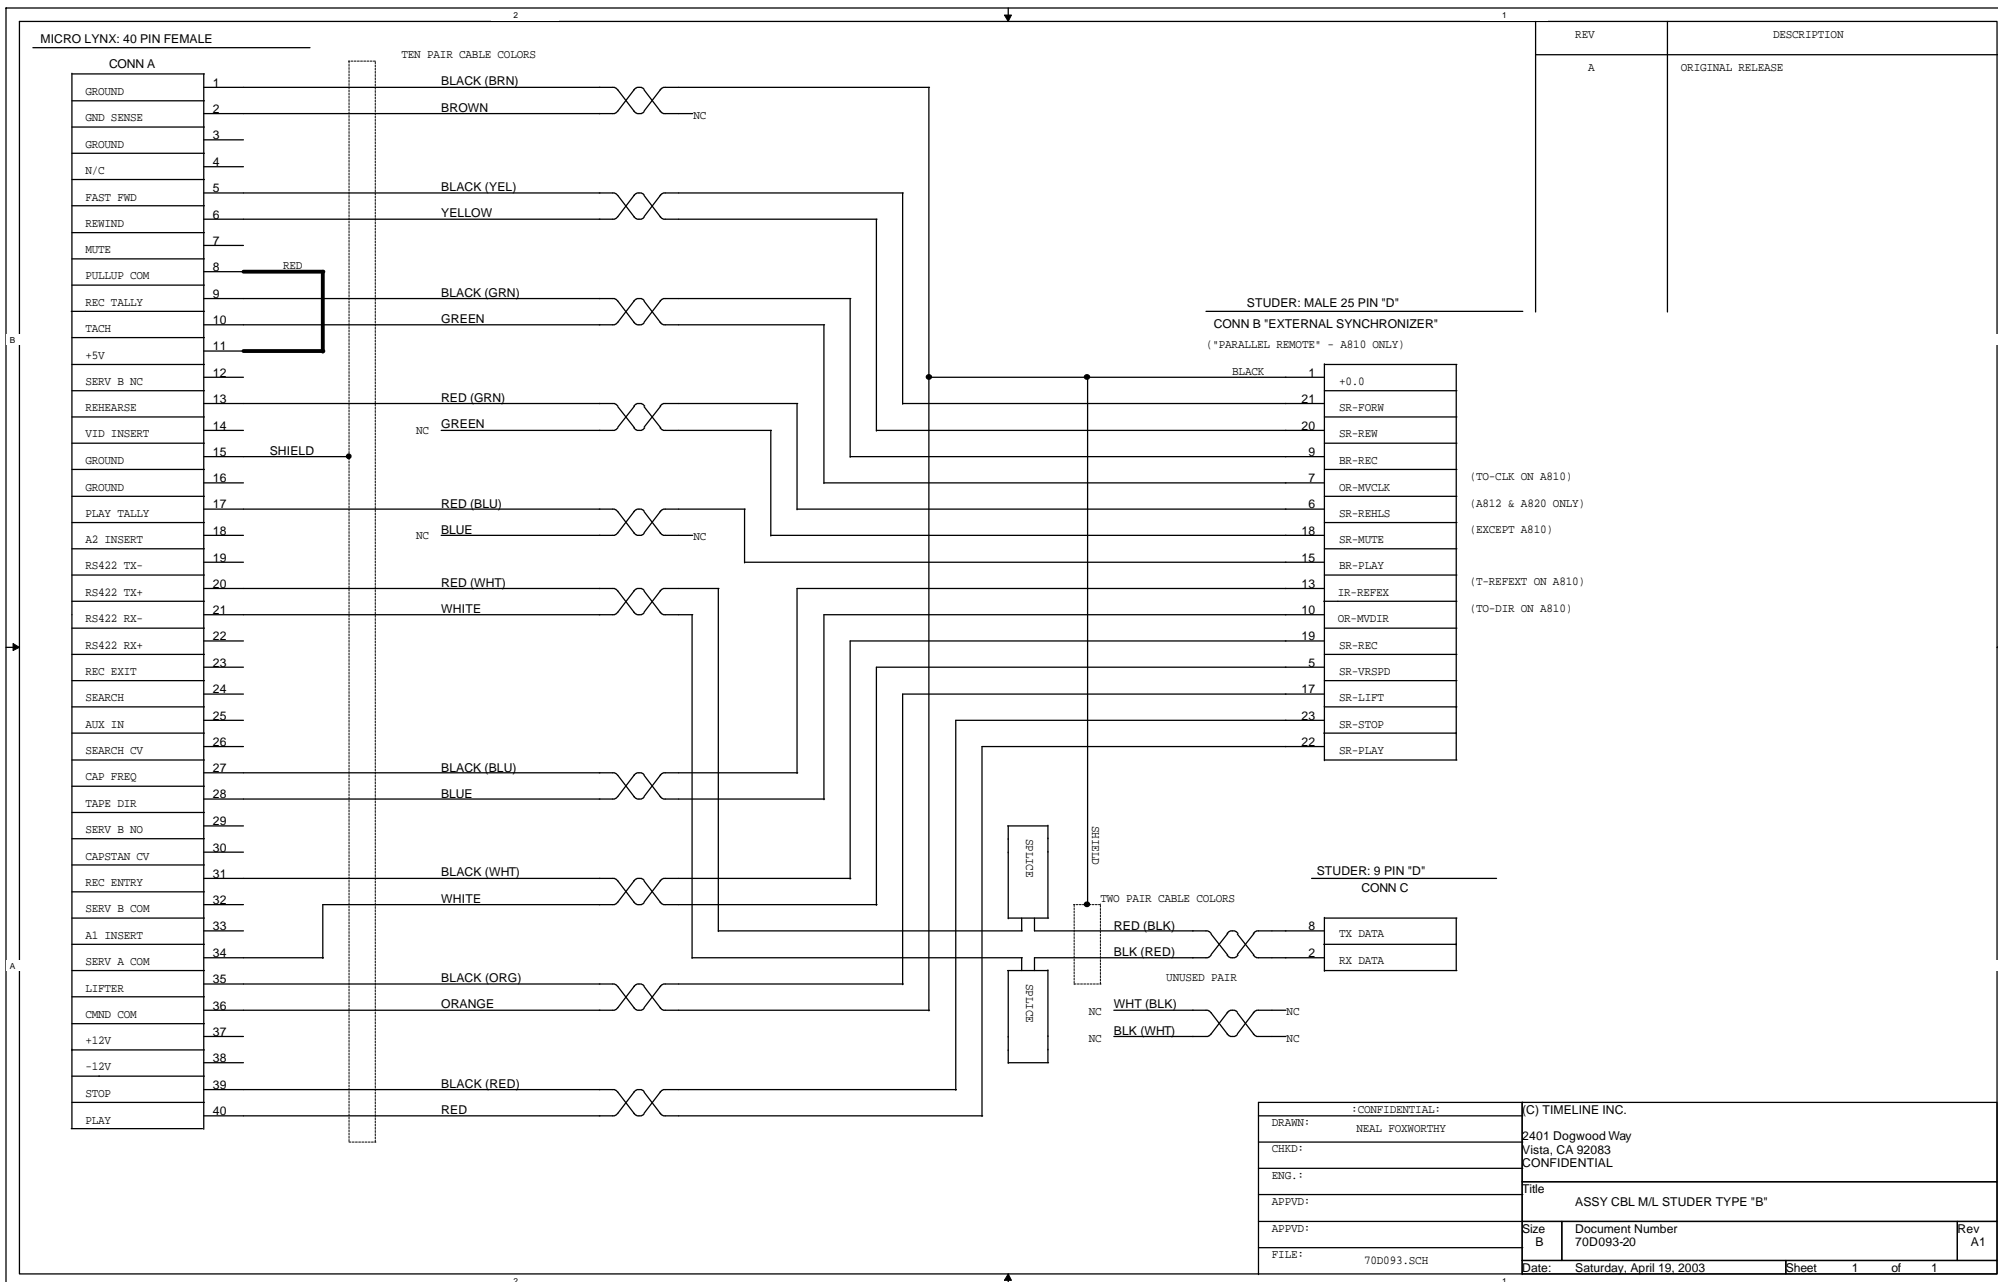 2
1
MICRO LYNX: 40 PIN FEMALE
CONN A
TEN PAIR CABLE COLORS
REV
DESCRIPTION
A
ORIGINAL RELEASE
GROUND 1 BLACK (BRN)
GND SENSE 2 BROWN NC
GROUND 3
N/C 4
FAST FWD 5 BLACK (YEL)
REWIND 6 YELLOW
MUTE 7
PULLUP COM 8 RED
REC TALLY 9 BLACK (GRN)
TACH 10 GREEN
+5V 11
SERV B NC 12
REHEARSE 13 RED (GRN)
VID INSERT 14 NC GREEN
GROUND 15 SHIELD
GROUND 16
PLAY TALLY 17 RED (BLU)
A2 INSERT 18 NC BLUE NC
RS422 TX- 19
RS422 TX+ 20 RED (WHT)
RS422 RX- 21 WHITE
RS422 RX+ 22
REC EXIT 23
SEARCH 24
AUX IN 25
SEARCH CV 26
CAP FREQ 27 BLACK (BLU)
TAPE DIR 28 BLUE
SERV B NO 29
CAPSTAN CV 30
REC ENTRY 31 BLACK (WHT)
SERV B COM 32 WHITE
A1 INSERT 33
SERV A COM 34
LIFTER 35 BLACK (ORG)
CMND COM 36 ORANGE
+12V 37
-12V 38
STOP 39 BLACK (RED)
PLAY 40 RED
B
A
STUDER: MALE 25 PIN "D"
CONN B "EXTERNAL SYNCHRONIZER"
("PARALLEL REMOTE" - A810 ONLY)
BLACK 1 +0.0
21 SR-FORW
20 SR-REW
9 BR-REC
7 OR-MVCLK (TO-CLK ON A810)
6 SR-REHLS (A812 & A820 ONLY)
18 SR-MUTE (EXCEPT A810)
15 BR-PLAY
13 IR-REFEX (T-REFEXT ON A810)
10 OR-MVDIR (TO-DIR ON A810)
19 SR-REC
5 SR-VRSPD
17 SR-LIFT
23 SR-STOP
22 SR-PLAY
SPLICE
SHIELD
STUDER: 9 PIN "D"
CONN C
TWO PAIR CABLE COLORS
RED (BLK) 8 TX DATA
BLK (RED) 2 RX DATA
SPLICE
UNUSED PAIR
NC WHT (BLK) NC
NC BLK (WHT) NC
:CONFIDENTIAL:
DRAWN: NEAL FOXWORTHY
CHKD:
ENG.:
APPVD:
APPVD:
FILE: 70D093.SCH
(C) TIMELINE INC.
2401 Dogwood Way
Vista, CA 92083
CONFIDENTIAL
Title
ASSY CBL M/L STUDER TYPE "B"
Size
B
Document Number
70D093-20
Rev
A1
Date: Saturday, April 19, 2003 Sheet 1 of 1
2
1